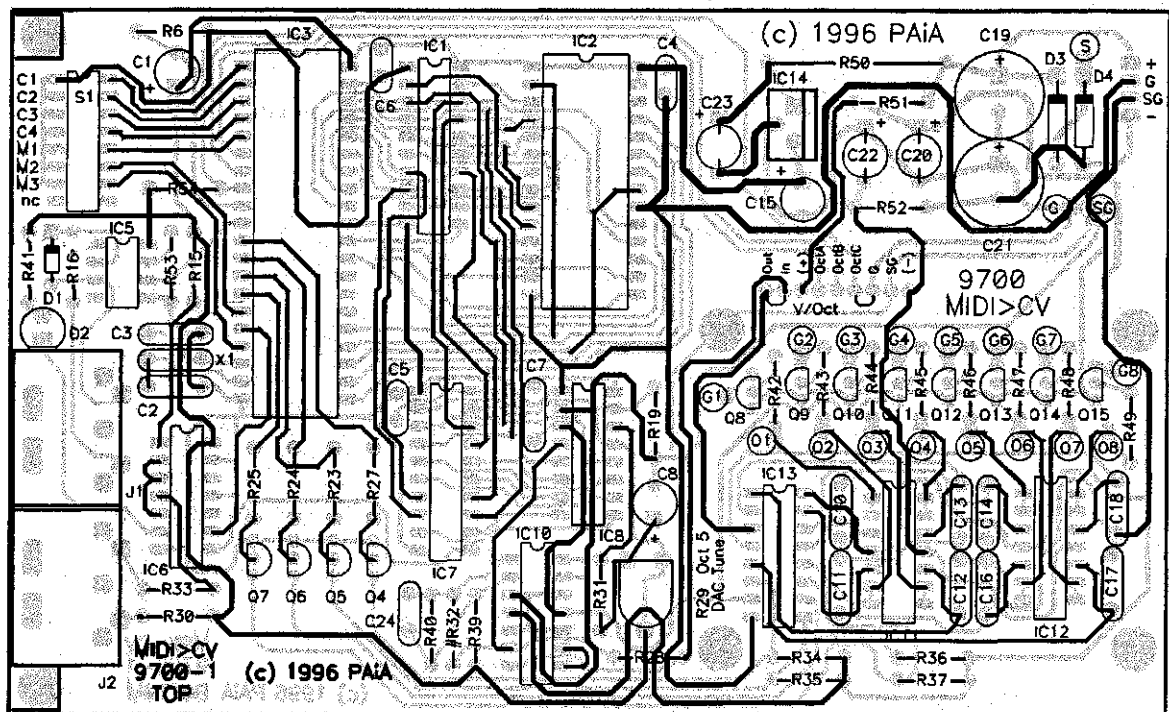 R6
IC3
IC1
IC2
C4
(c) 1996 PAiA
C19
S
C1
+
R50
D3
D4
+
G
SG
-
C1
C2
C3
C4
M1
M2
M3
nc
S1
C6
C23
+
IC14
R51
+
+
C22
C20
+
+
C15
R52
G
SG
C21
IC5
R41
R16
R53
R15
D1
D2
C3
X1
C2
Out
In
(+)
OctA
OctB
OctC
G
SG
(-)
V/Oct
9700
MIDI>CV
G2
G3
G4
G5
G6
G7
G8
G1
C5
C7
R19
R42
R43
R44
R45
R46
R47
R48
R49
Q8
Q9
Q10
Q11
Q12
Q13
Q14
Q15
O1
O2
O3
O4
O5
O6
O7
O8
J1
R25
R24
R23
R27
C8
+
IC13
C10
C13
C14
C18
IC6
Q7
Q6
Q5
Q4
IC7
IC10
IC8
R31
R29 Oct 5
DAC Tune
C11
C12
C16
C17
IC12
R33
R30
C24
R40
#R32
R39
R34
R35
R36
R37
J2
MIDI>CV
9700-1
TOP
(c) 1996 PAiA